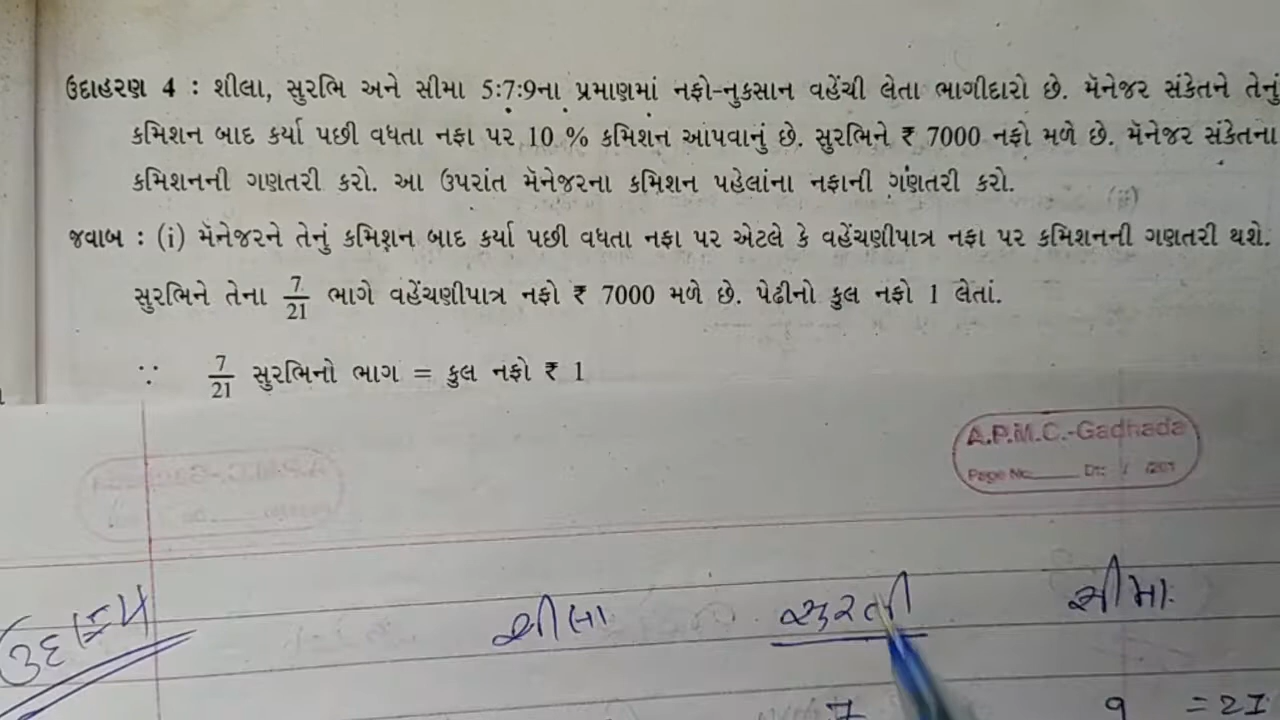 ઉદાહરણ 4 : શીલા, સુરભિ અને સીમા 5:7:9ના પ્રમાણમાં નફો-નુકસાન વહેંચી લેતા ભાગીદારો છે. મૅનેજર સંકેતને તેનું
કમિશન બાદ કર્યા પછી વધતા નફા પર 10 % કમિશન આપવાનું છે. સુરભિને ₹ 7000 નફો મળે છે. મૅનેજર સંકેતના
કમિશનની ગણતરી કરો. આ ઉપરાંત મૅનેજરના કમિશન પહેલાંના નફાની ગણતરી કરો.
જવાબ : (i) મૅનેજરને તેનું કમિશન બાદ કર્યા પછી વધતા નફા પર એટલે કે વહેંચણીપાત્ર નફા પર કમિશનની ગણતરી થશે.
સુરભિને તેના 7/21 ભાગે વહેંચણીપાત્ર નફો ₹ 7000 મળે છે. પેઢીનો કુલ નફો 1 લેતાં.
∵ 7/21 સુરભિનો ભાગ = કુલ નફો ₹ 1
A.P.M.C.-Gadhada
Page No. Dt: / /201
શીલા સુરભી સીમા
7 9 = 21